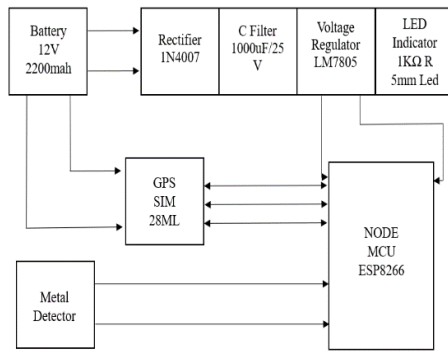 Battery
12V
2200mah
Rectifier
1N4007
C Filter
1000uF/25
V
Voltage
Regulator
LM7805
LED
Indicator
1KΩ R
5mm Led
GPS
SIM
28ML
NODE
MCU
ESP8266
Metal
Detector